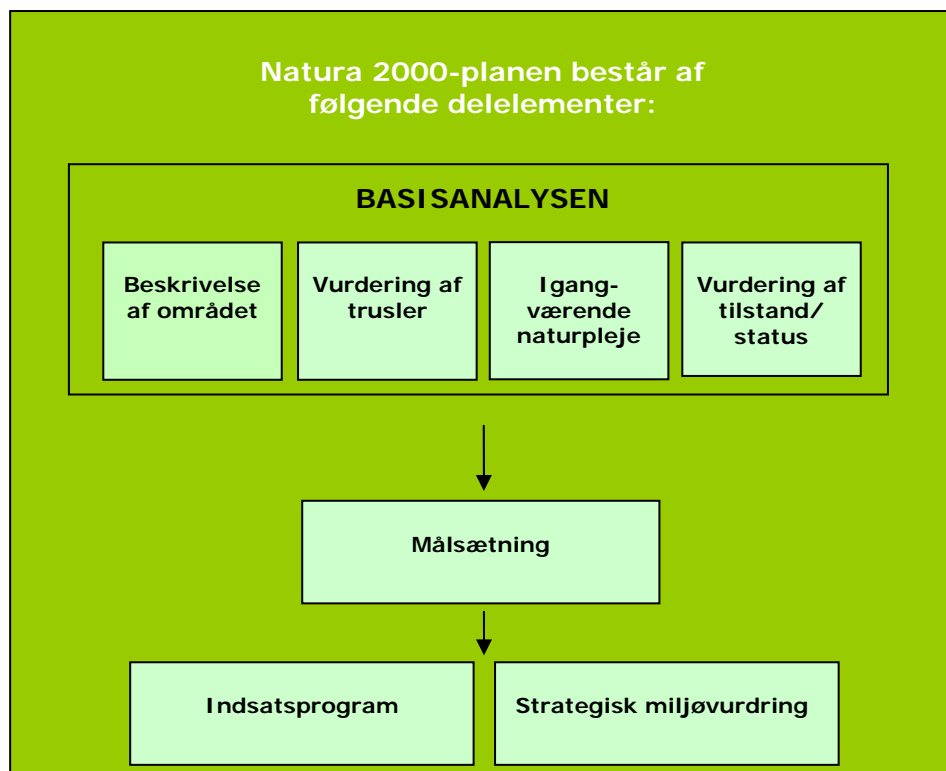 Natura 2000-planen består af
følgende delelementer:
BASISANALYSEN
Beskrivelse
af området
Vurdering af
trusler
Igang-
værende
naturpleje
Vurdering af
tilstand/
status
Målsætning
Indsatsprogram
Strategisk miljøvurdring